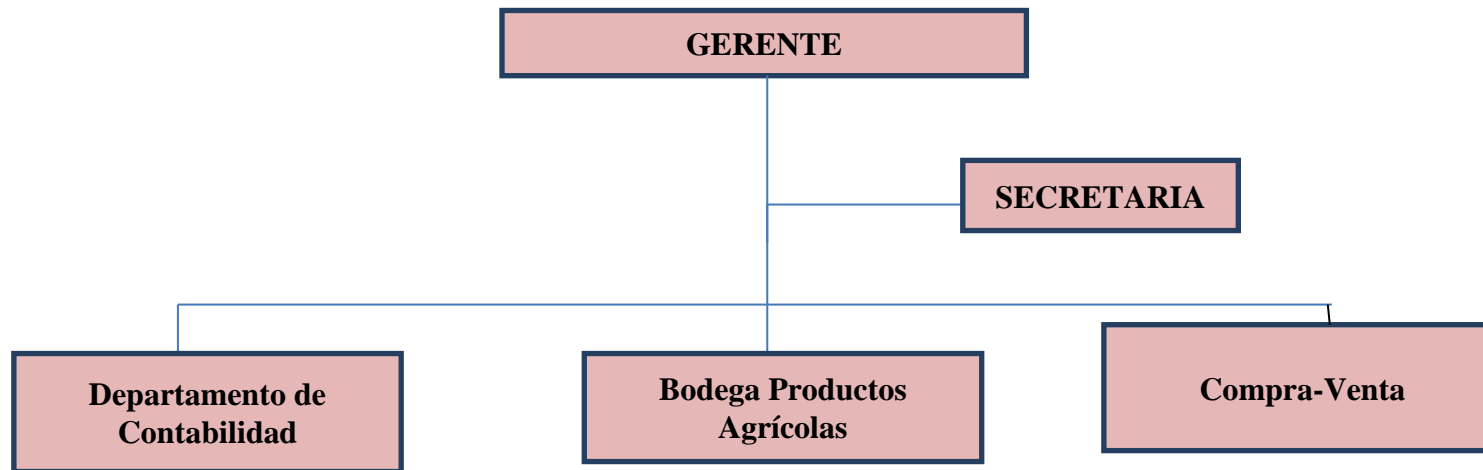 GERENTE
SECRETARIA
Departamento de
Contabilidad
Bodega Productos
Agrícolas
Compra-Venta